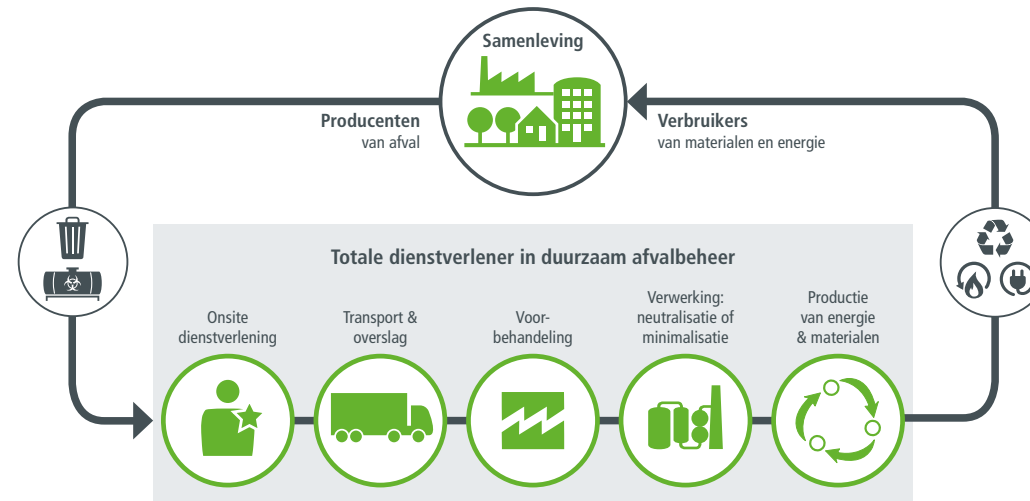 Samenleving
Producenten
van afval
Verbruikers
van materialen en energie
Totale dienstverlener in duurzaam afvalbeheer
Onsite
dienstverlening
Transport &
overslag
Voor-
behandeling
Verwerking:
neutralisatie of
minimalisatie
Productie
van energie
& materialen